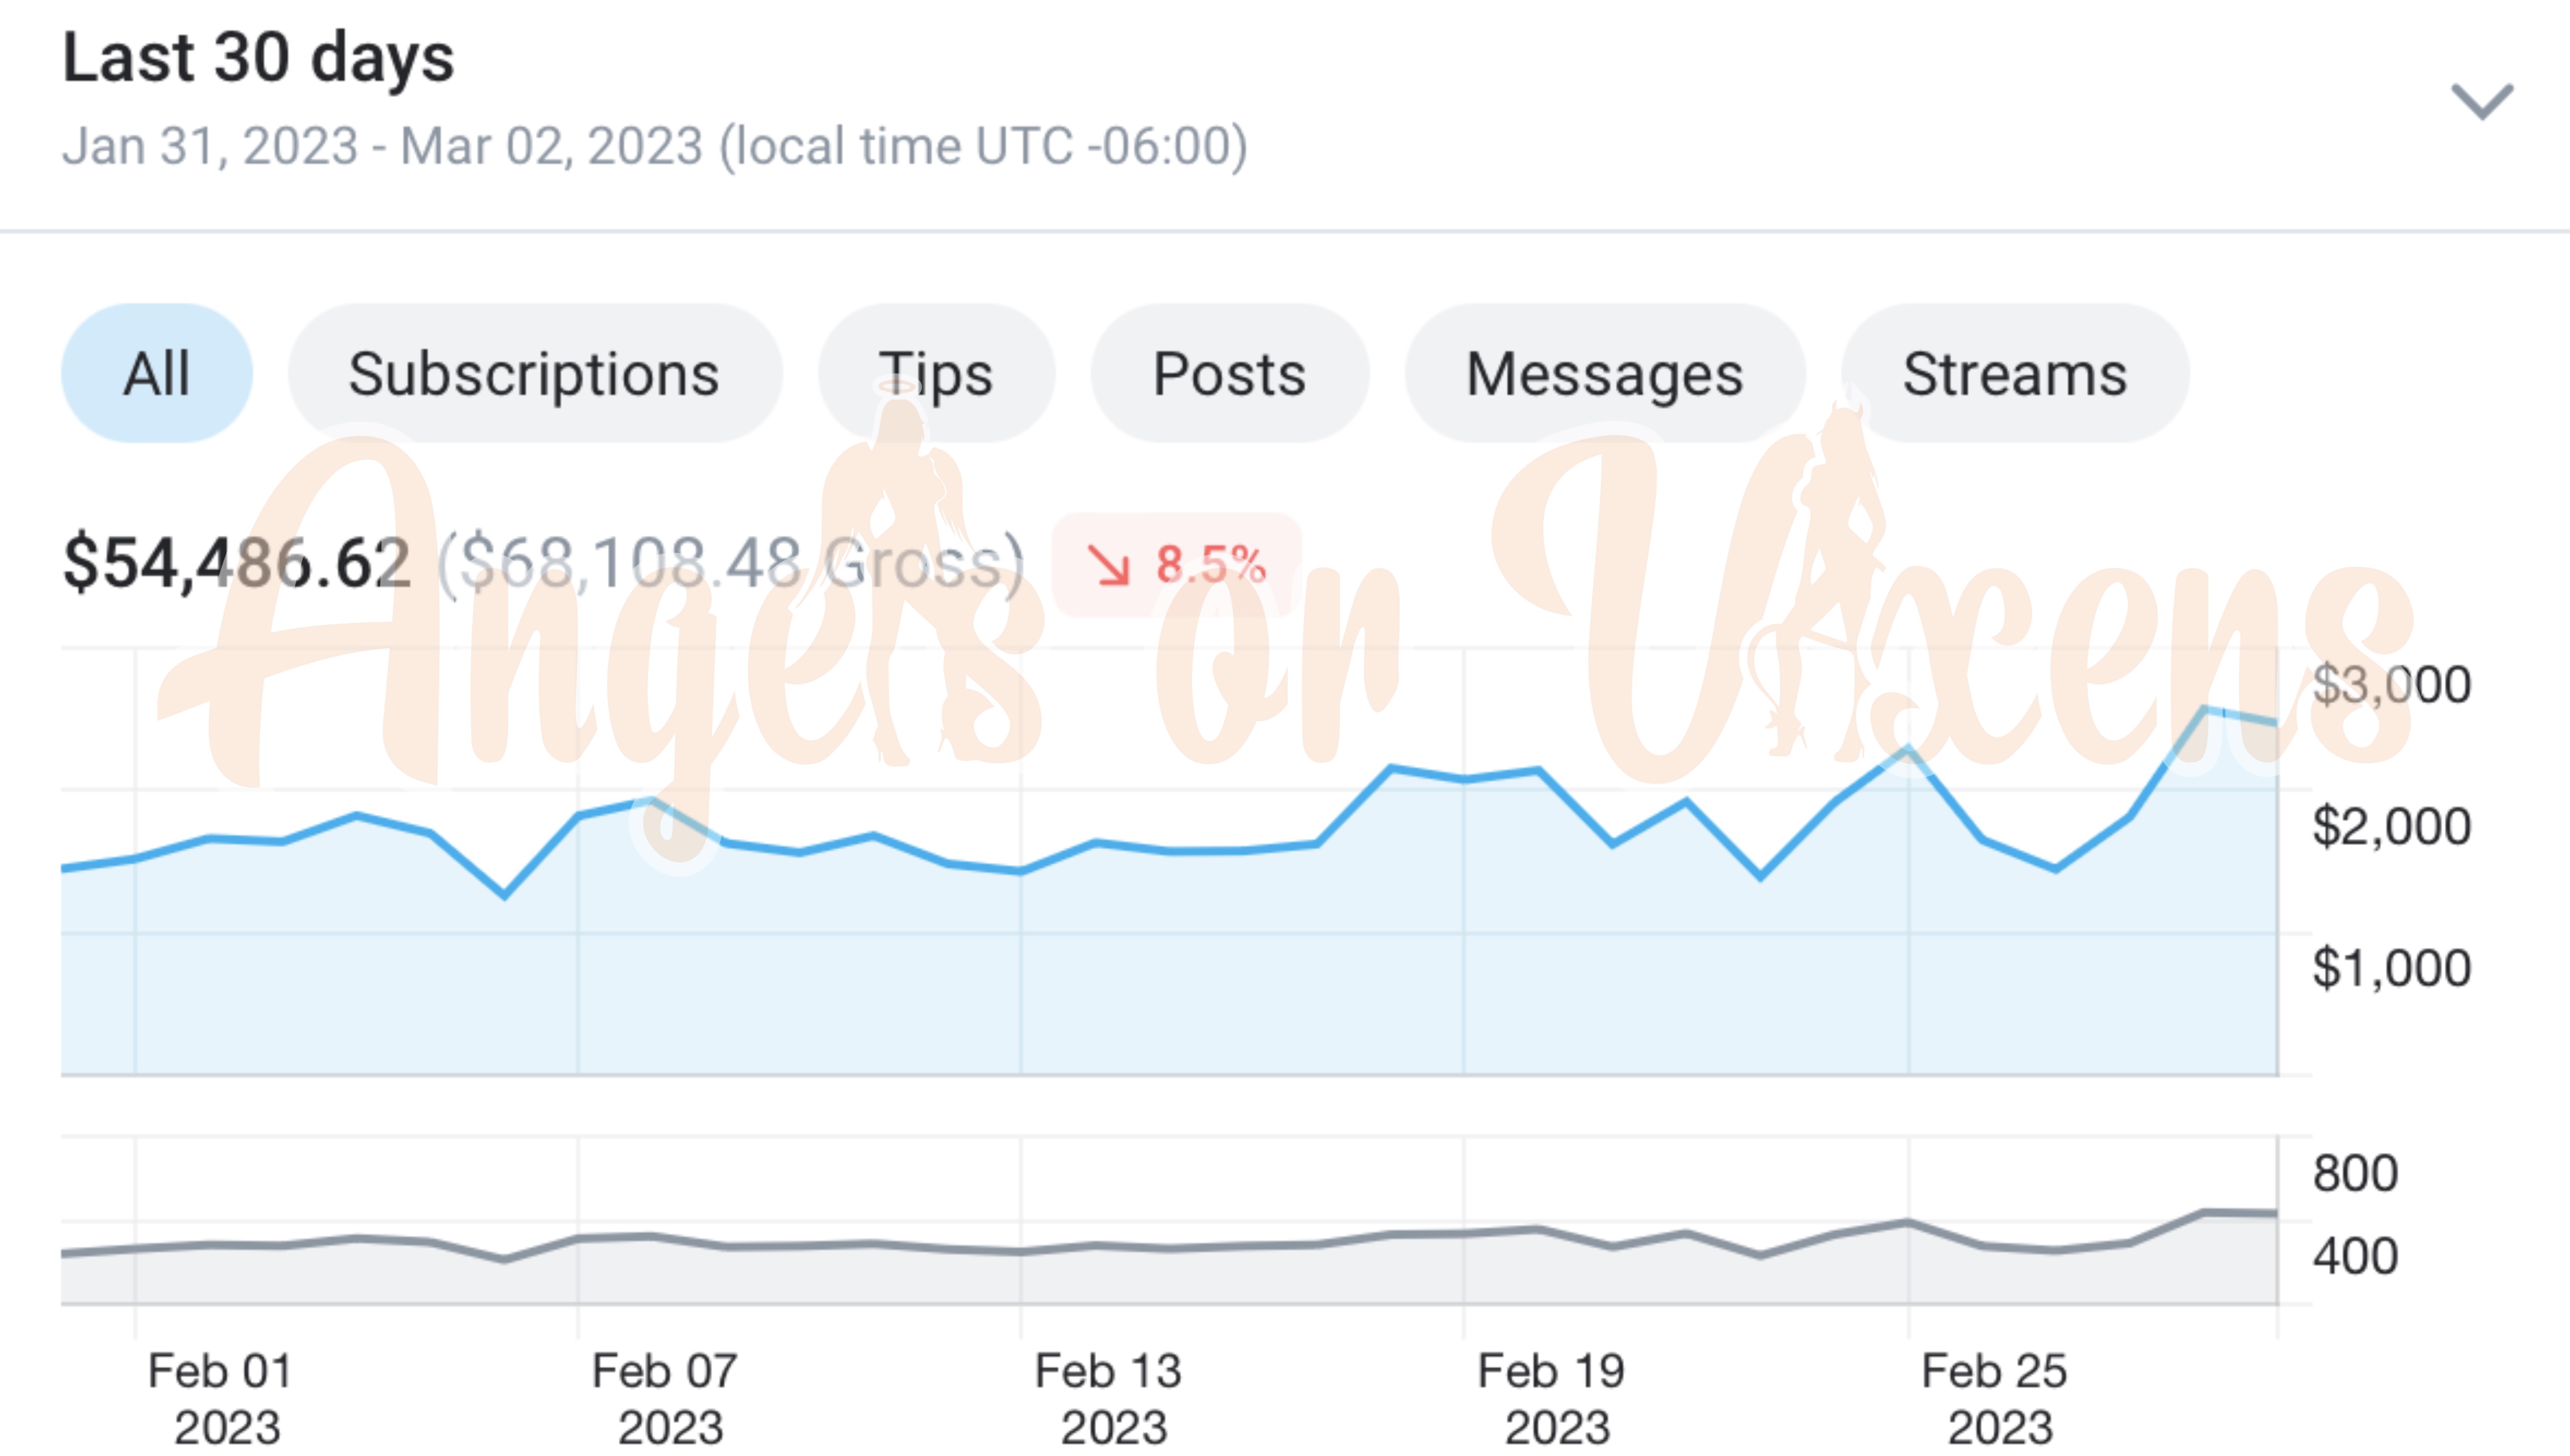 Last 30 days
Jan 31, 2023 - Mar 02, 2023 (local time UTC -06:00)
All Subscriptions Tips Posts Messages Streams
$54,486.62 ($68,108.48 Gross) 8.5%
Angels or Vixens
$3,000
$2,000
$1,000
800
400
Feb 01 2023
Feb 07 2023
Feb 13 2023
Feb 19 2023
Feb 25 2023